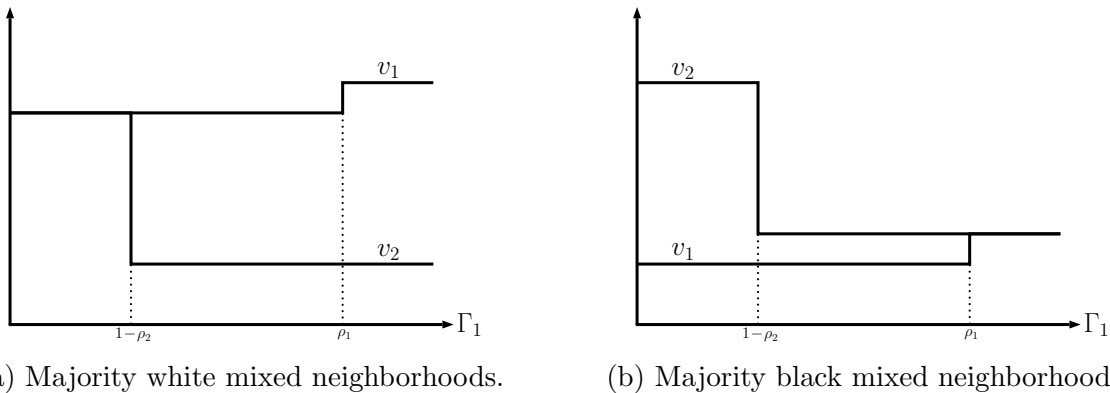 v₁
v₂
1−ρ₂
ρ₁
Γ₁
) Majority white mixed neighborhoods.
v₂
v₁
1−ρ₂
ρ₁
Γ₁
(b) Majority black mixed neighborhood